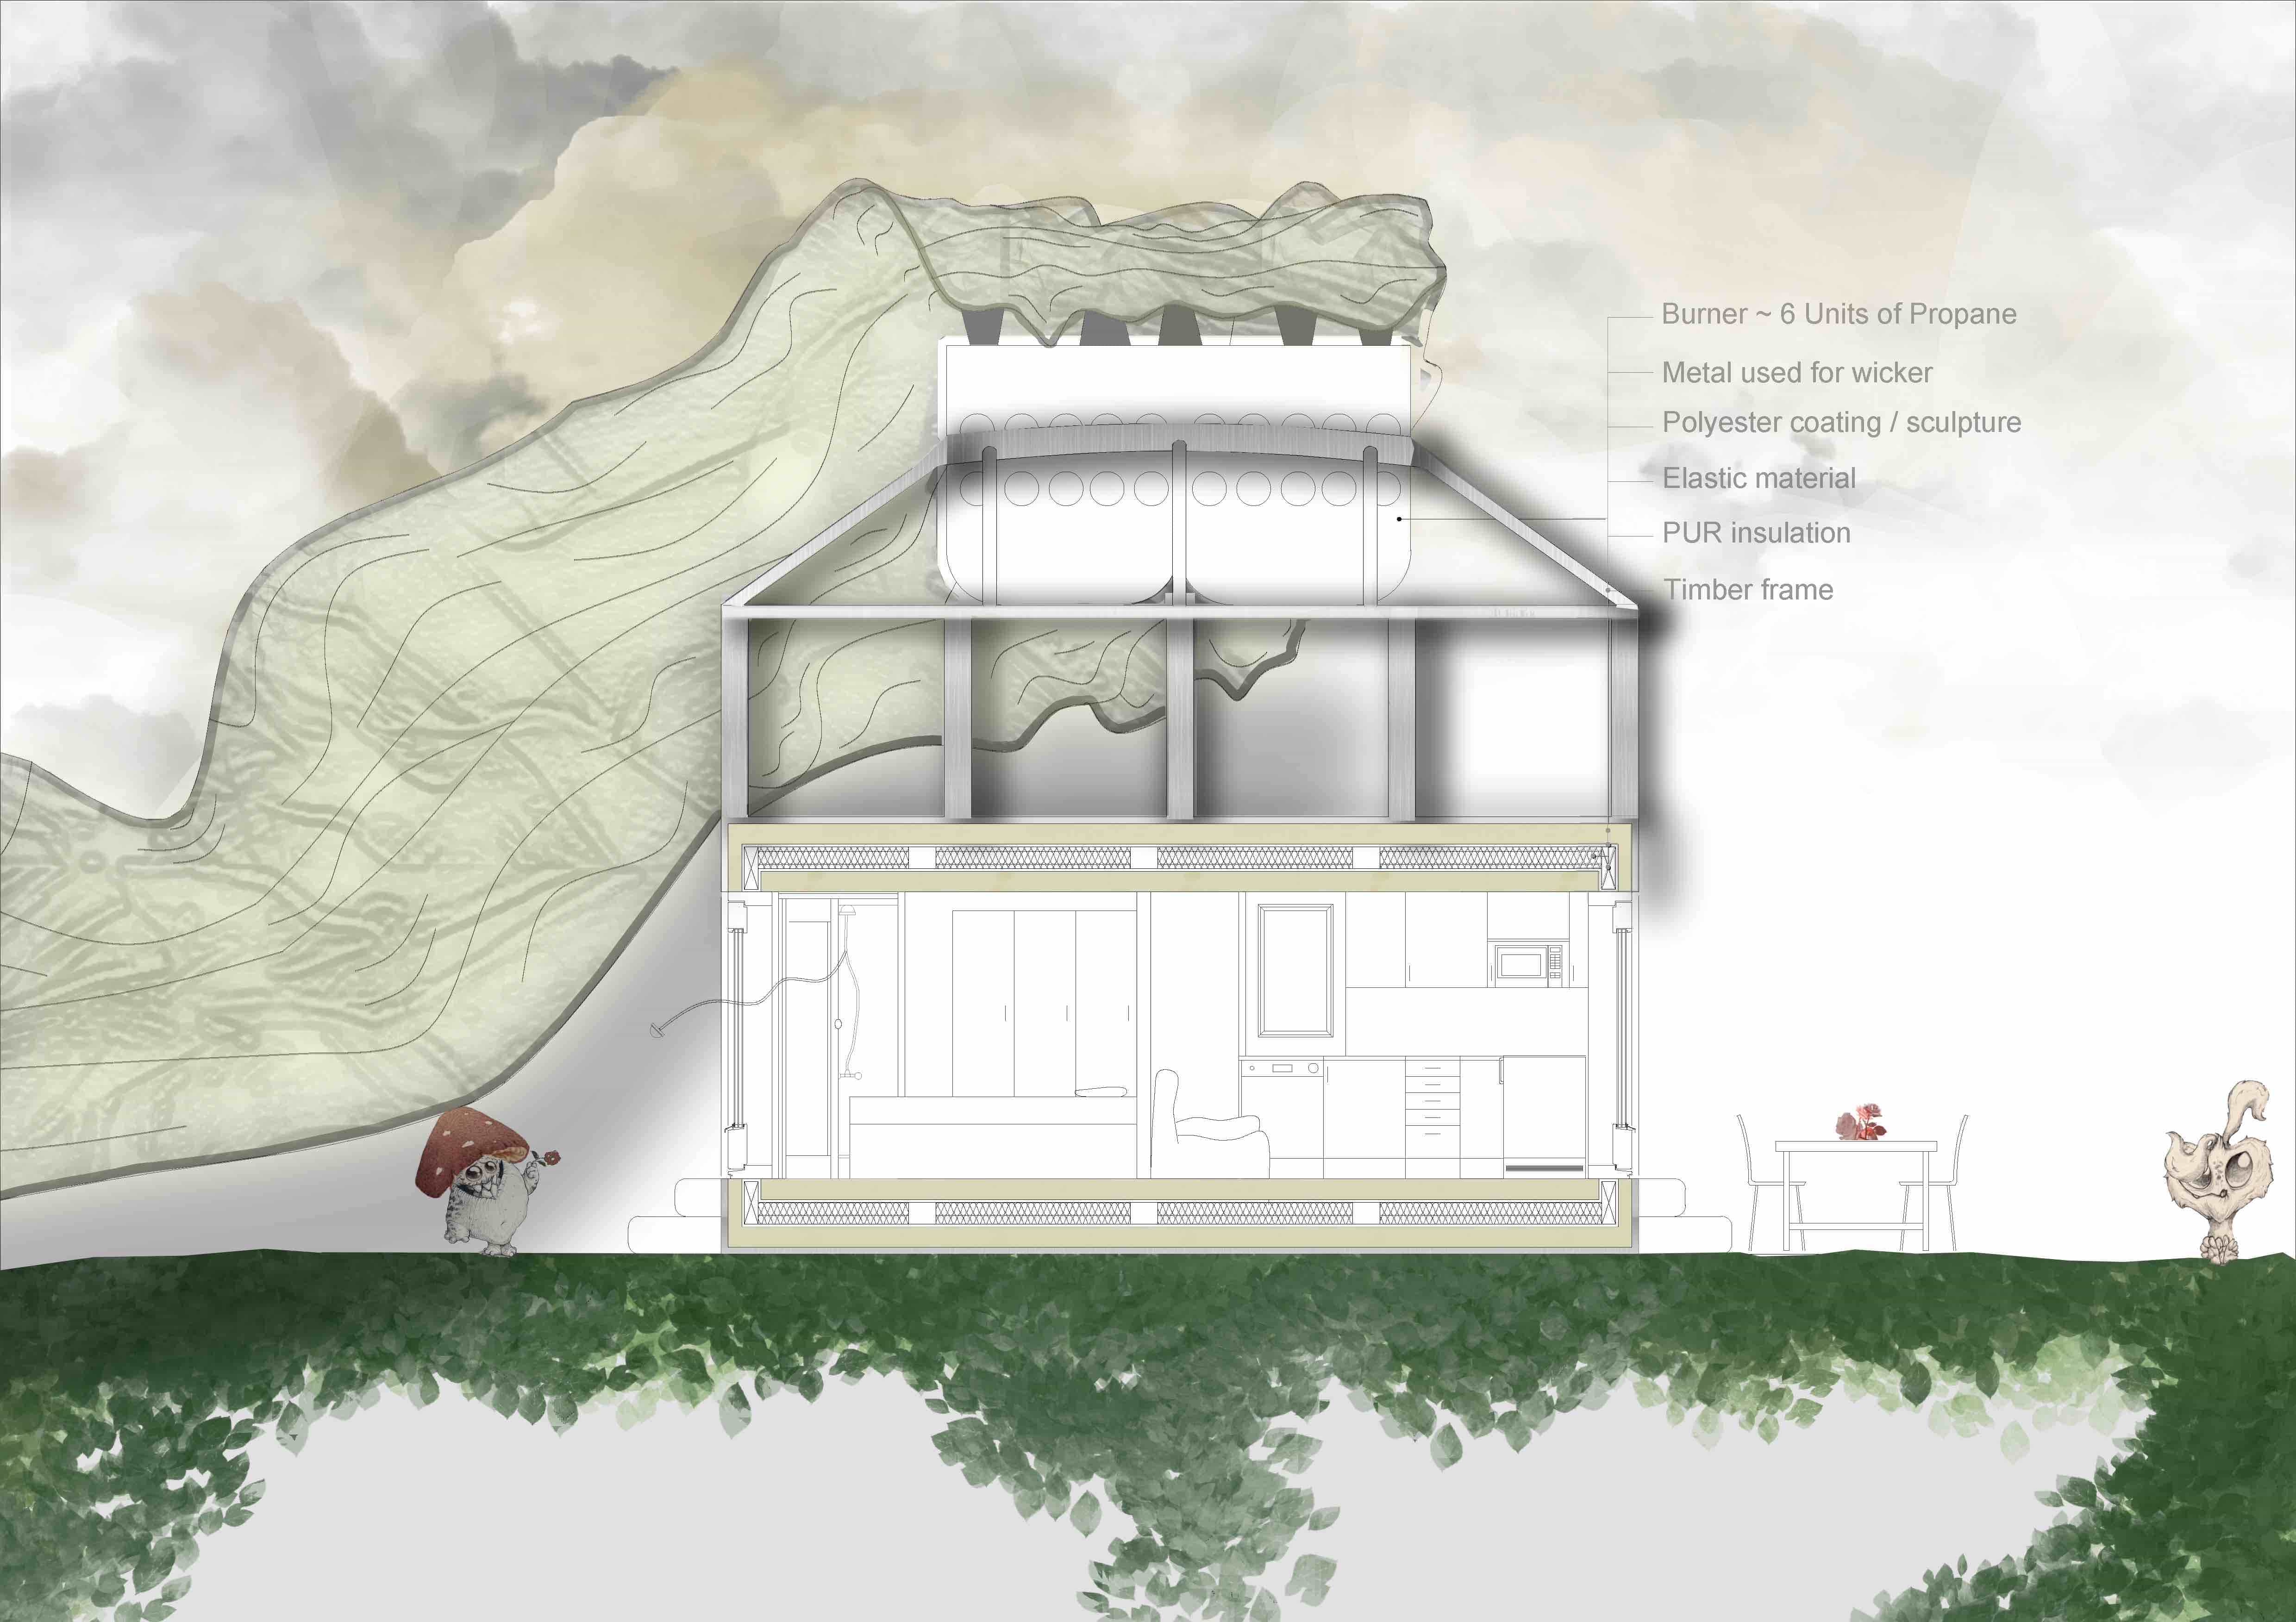 Burner ~ 6 Units of Propane
Metal used for wicker
Polyester coating / sculpture
Elastic material
PUR insulation
Timber frame